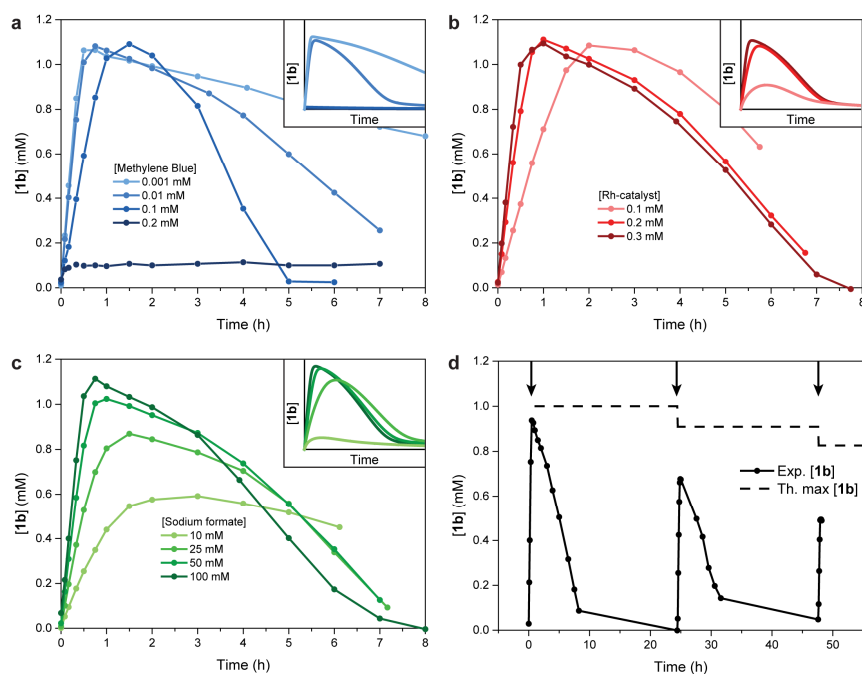 a
[1b] (mM)
1.2
1.0
0.8
0.6
0.4
0.2
0.0
[Methylene Blue]
0.001 mM
0.01 mM
0.1 mM
0.2 mM
[1b]
Time
0 1 2 3 4 5 6 7 8
Time (h)
b
[1b] (mM)
1.2
1.0
0.8
0.6
0.4
0.2
0.0
[Rh-catalyst]
0.1 mM
0.2 mM
0.3 mM
[1b]
Time
0 1 2 3 4 5 6 7 8
Time (h)
c
[1b] (mM)
1.2
1.0
0.8
0.6
0.4
0.2
0.0
[Sodium formate]
10 mM
25 mM
50 mM
100 mM
[1b]
Time
0 1 2 3 4 5 6 7 8
Time (h)
d
[1b] (mM)
1.2
1.0
0.8
0.6
0.4
0.2
0.0
Exp. [1b]
Th. max [1b]
0 10 20 30 40 50
Time (h)